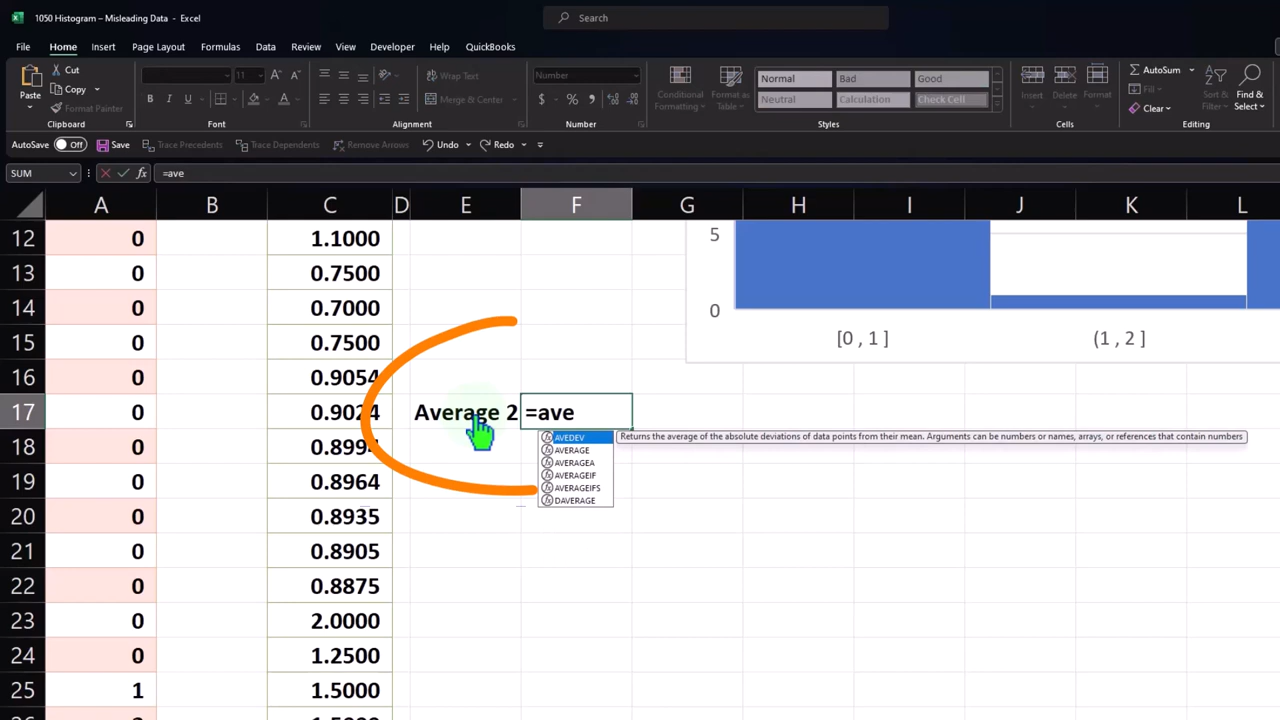 1050 Histogram – Misleading Data - Excel
Search
File Home Insert Page Layout Formulas Data Review View Developer Help QuickBooks
Paste Cut Copy Format Painter Clipboard
11 A A B I U A Font
Wrap Text Merge & Center Alignment
Number $ % , Number
Conditional Formatting Format as Table Normal Bad Good Neutral Calculation Check Cell Styles
Insert Delete Format Cells
AutoSum Fill Clear Sort & Filter Find & Select Editing
AutoSave Off Save Trace Precedents Trace Dependents Remove Arrows Undo Redo
SUM fx =ave
A B C D E F G H I J K L
12 0 1.1000 5
13 0 0.7500
14 0 0.7000 0
15 0 0.7500 [0 , 1 ] (1 , 2 ]
16 0 0.9054
17 0 0.9024 Average 2 =ave
AVEDEV Returns the average of the absolute deviations of data points from their mean. Arguments can be numbers or names, arrays, or references that contain numbers
AVERAGE
AVERAGEA
AVERAGEIF
AVERAGEIFS
DAVERAGE
18 0 0.8994
19 0 0.8964
20 0 0.8935
21 0 0.8905
22 0 0.8875
23 0 2.0000
24 0 1.2500
25 1 1.5000